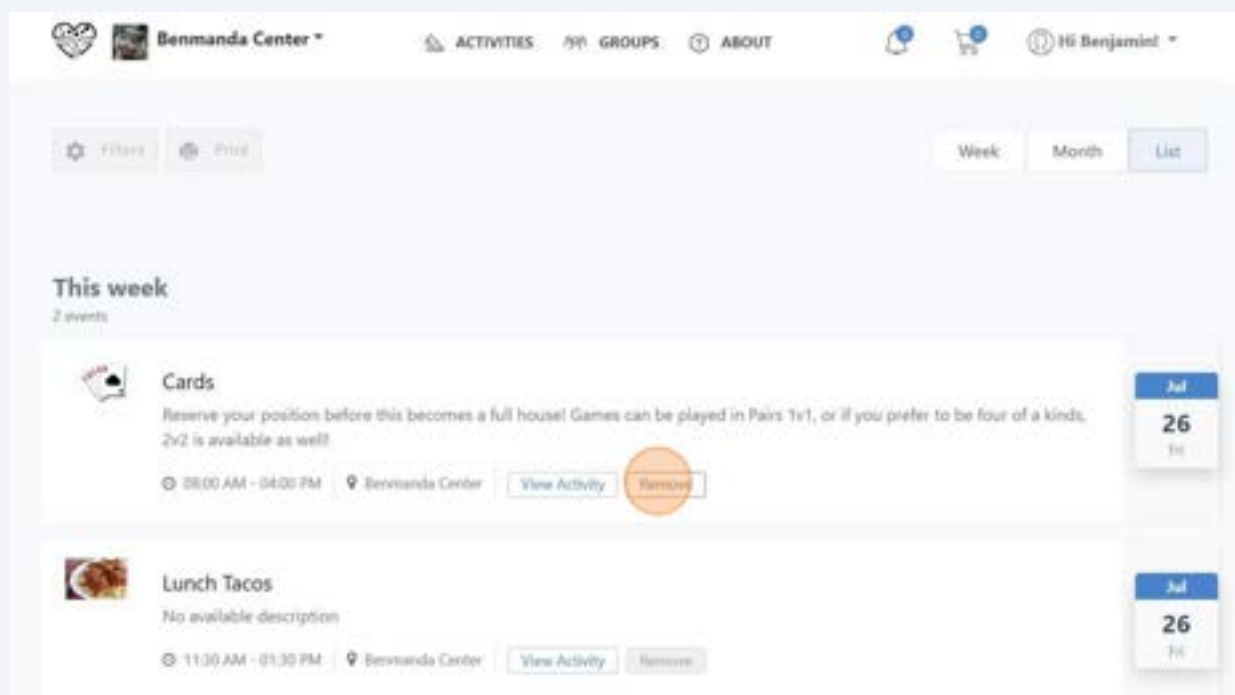 Benmanda Center
ACTIVITIES GROUPS ABOUT
0 0 Hi Benjamin!
Filters Print
Week Month List
This week
2 events
Cards
Jul
Reserve your position before this becomes a full house! Games can be played in Pairs 1v1, or if you prefer to be four of a kinds,
26
2v2 is available as well!
Fri
08:00 AM - 04:00 PM Benmanda Center View Activity Remove
Lunch Tacos
Jul
No available description
26
11:30 AM - 01:30 PM Benmanda Center View Activity Remove
Fri